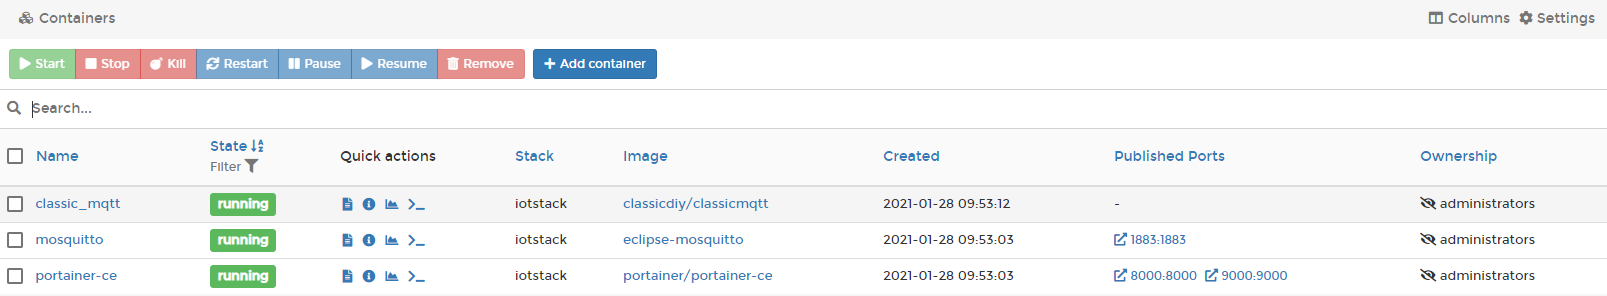 Containers Columns Settings
Start Stop Kill Restart Pause Resume Remove Add container
Search...
Name State Filter Quick actions Stack Image Created Published Ports Ownership
classic_mqtt running iotstack classicdiy/classicmqtt 2021-01-28 09:53:12 - administrators
mosquitto running iotstack eclipse-mosquitto 2021-01-28 09:53:03 1883:1883 administrators
portainer-ce running iotstack portainer/portainer-ce 2021-01-28 09:53:03 8000:8000 9000:9000 administrators